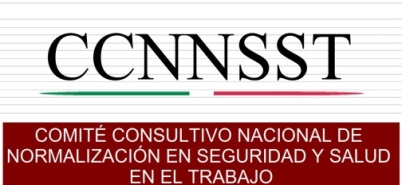 CCNNSST
COMITÉ CONSULTIVO NACIONAL DE
NORMALIZACIÓN EN SEGURIDAD Y SALUD
EN EL TRABAJO